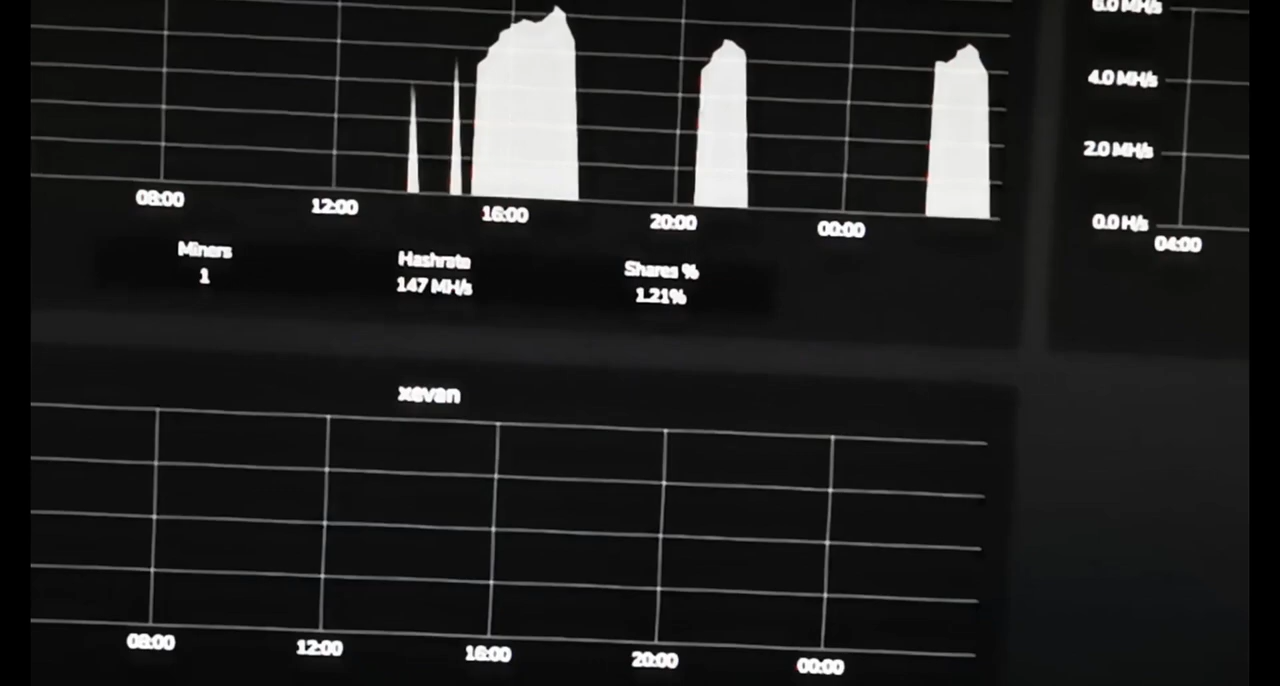 6.0 MH/s
4.0 MH/s
2.0 MH/s
0.0 H/s
04:00
08:00 12:00 16:00 20:00 00:00
Miners Hashrate Shares %
1 147 MH/s 1.21%
xevan
08:00 12:00 16:00 20:00 00:00